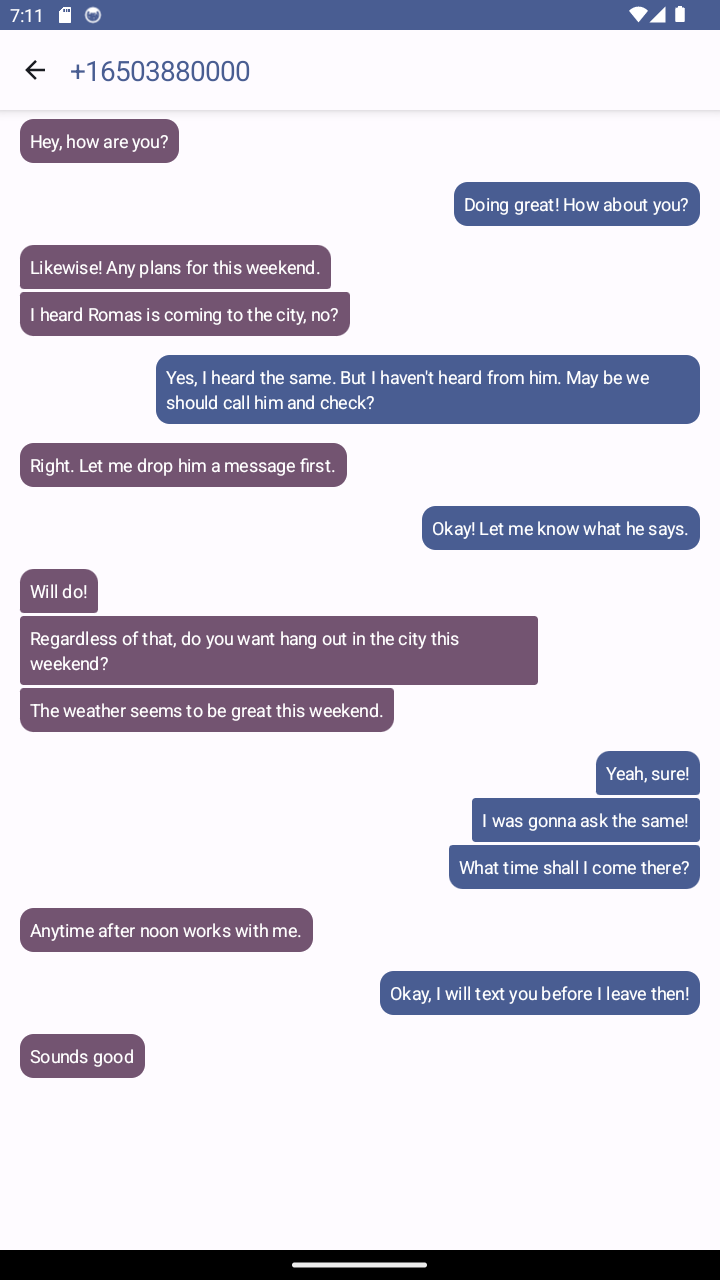 7:11
+16503880000
Hey, how are you?
Doing great! How about you?
Likewise! Any plans for this weekend.
I heard Romas is coming to the city, no?
Yes, I heard the same. But I haven't heard from him. May be we
should call him and check?
Right. Let me drop him a message first.
Okay! Let me know what he says.
Will do!
Regardless of that, do you want hang out in the city this
weekend?
The weather seems to be great this weekend.
Yeah, sure!
I was gonna ask the same!
What time shall I come there?
Anytime after noon works with me.
Okay, I will text you before I leave then!
Sounds good